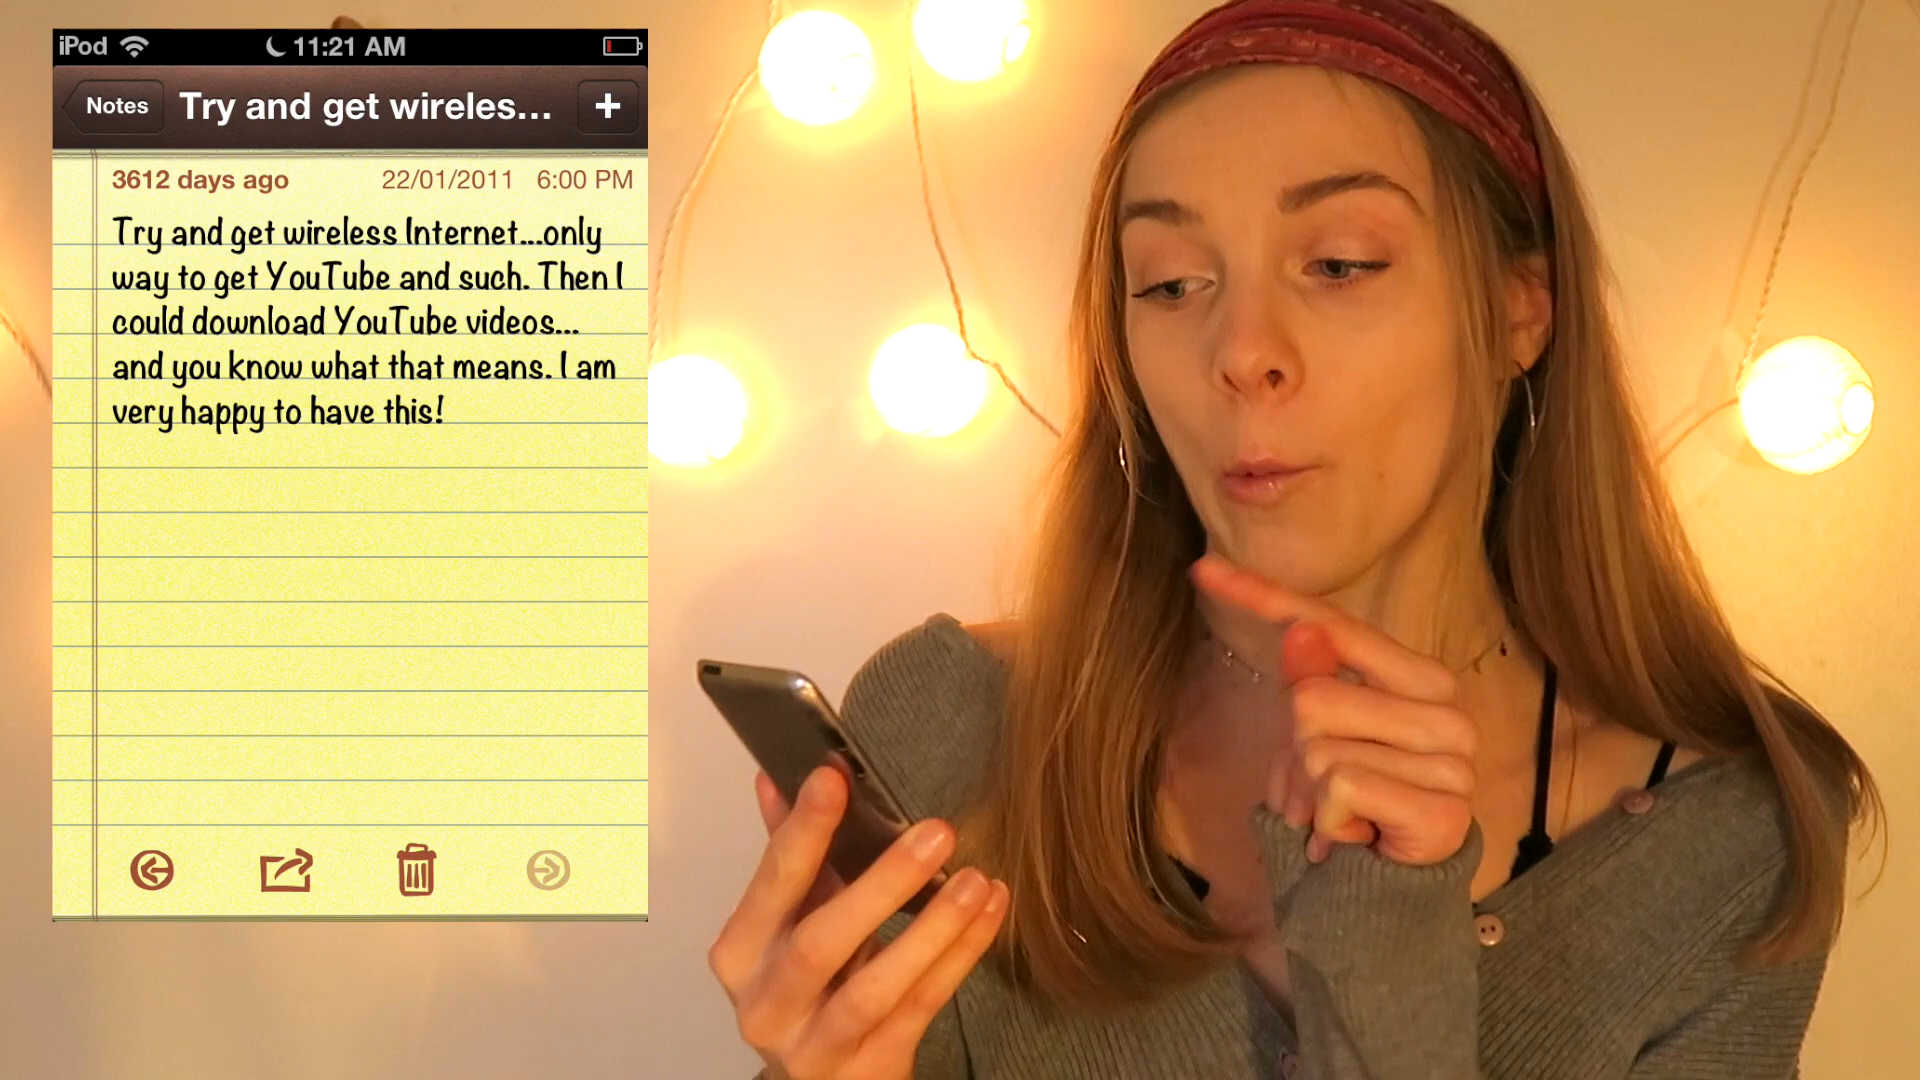 iPod 11:21 AM
Notes Try and get wireles... +
3612 days ago 22/01/2011 6:00 PM
Try and get wireless Internet...only
way to get YouTube and such. Then I
could download YouTube videos...
and you know what that means. I am
very happy to have this!